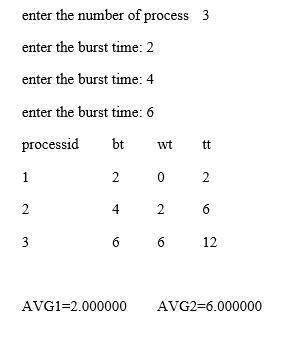 enter the number of process 3
enter the burst time: 2
enter the burst time: 4
enter the burst time: 6
processid bt wt tt
1 2 0 2
2 4 2 6
3 6 6 12
AVG1=2.000000 AVG2=6.000000